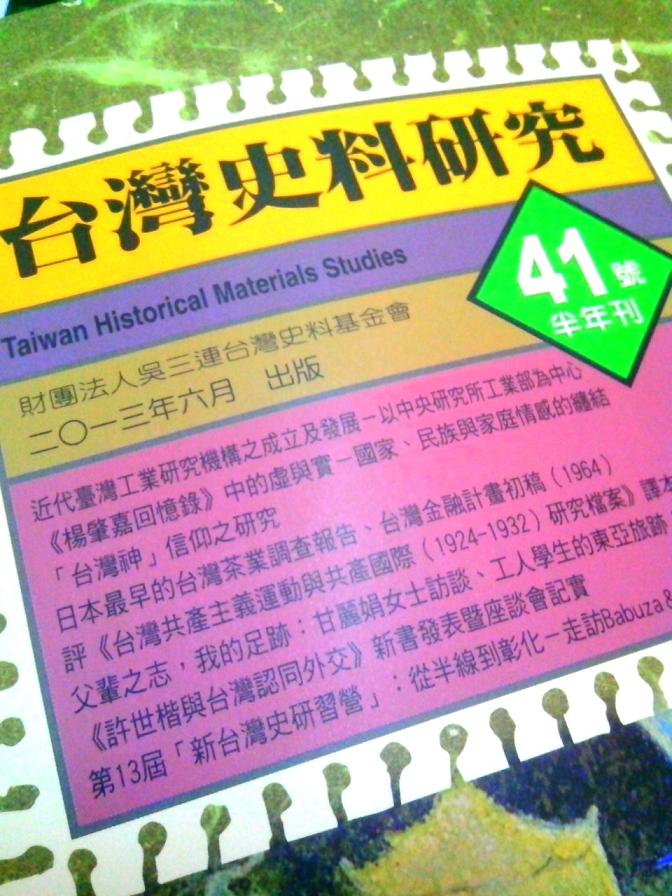 台灣史料研究
Taiwan Historical Materials Studies
41號
半年刊
財團法人吳三連台灣史料基金會
二〇一三年六月 出版
近代臺灣工業研究機構之成立及發展—以中央研究所工業部為中心
《楊肇嘉回憶錄》中的虛與實—國家、民族與家庭情感的纏結
「台灣神」信仰之研究
日本最早的台灣茶業調查報告、台灣金融計畫初稿（1964）
評《台灣共產主義運動與共產國際（1924-1932）研究檔案》譯本
父輩之志，我的足跡：甘麗娟女士訪談、工人學生的東亞旅跡
《許世楷與台灣認同外交》新書發表暨座談會記實
第13屆「新台灣史研習營」：從半線到彰化—走訪Babuza&